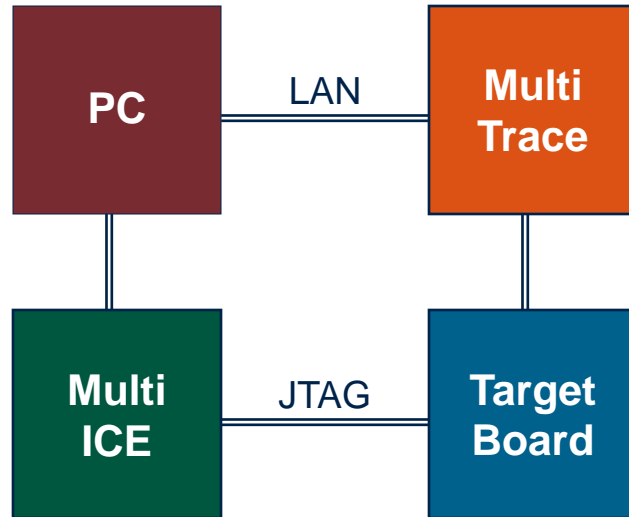 PC
LAN
Multi
Trace
Multi
ICE
JTAG
Target
Board